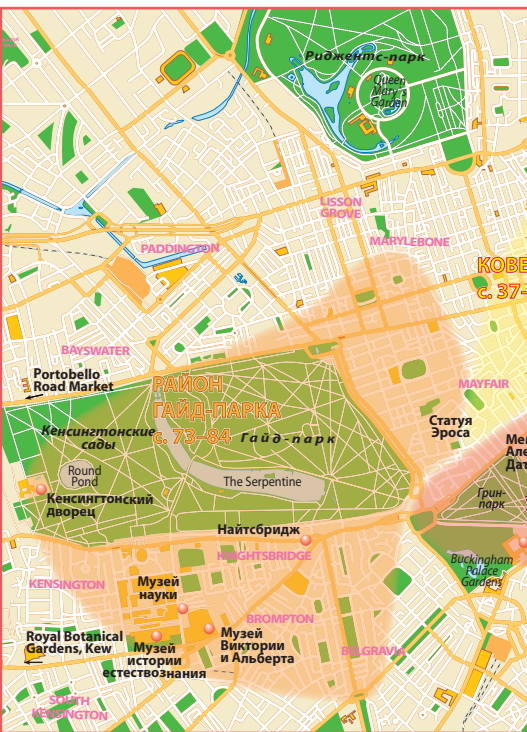 Риджентс-парк
Queen
Mary's
Garden
LISSON
GROVE
MARYLEBONE
PADDINGTON
КОВЕ
с. 37–
BAYSWATER
Portobello
Road Market
РАЙОН
ГАЙД-ПАРКА
с. 73–84
MAYFAIR
Статуя
Эроса
Кенсингтонские
сады
Гайд-парк
Ме
Але
Дат
Round
Pond
The Serpentine
Грин-
парк
Кенсингтонский
дворец
Найтсбридж
KNIGHTSBRIDGE
Buckingham
Palace
Gardens
KENSINGTON
Музей
науки
BROMPTON
Royal Botanical
Gardens, Kew
Музей
истории
естествознания
Музей
Виктории
и Альберта
BELGRAVIA
SOUTH
KENSINGTON